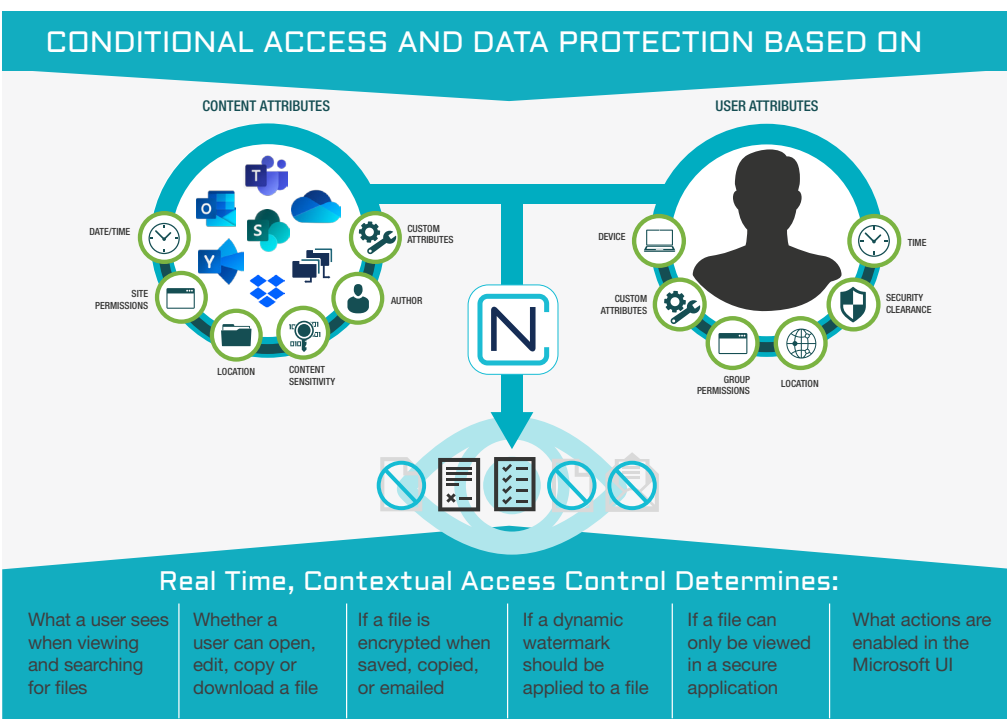 CONDITIONAL ACCESS AND DATA PROTECTION BASED ON
CONTENT ATTRIBUTES
DATE/TIME
SITE
PERMISSIONS
LOCATION
CONTENT
SENSITIVITY
AUTHOR
CUSTOM
ATTRIBUTES
T
O
S
Y
10
01
01
010
USER ATTRIBUTES
DEVICE
CUSTOM
ATTRIBUTES
GROUP
PERMISSIONS
LOCATION
SECURITY
CLEARANCE
TIME
N
Real Time, Contextual Access Control Determines:
What a user sees
when viewing
and searching
for files
Whether a
user can open,
edit, copy or
download a file
If a file is
encrypted when
saved, copied,
or emailed
If a dynamic
watermark
should be
applied to a file
If a file can
only be viewed
in a secure
application
What actions are
enabled in the
Microsoft UI